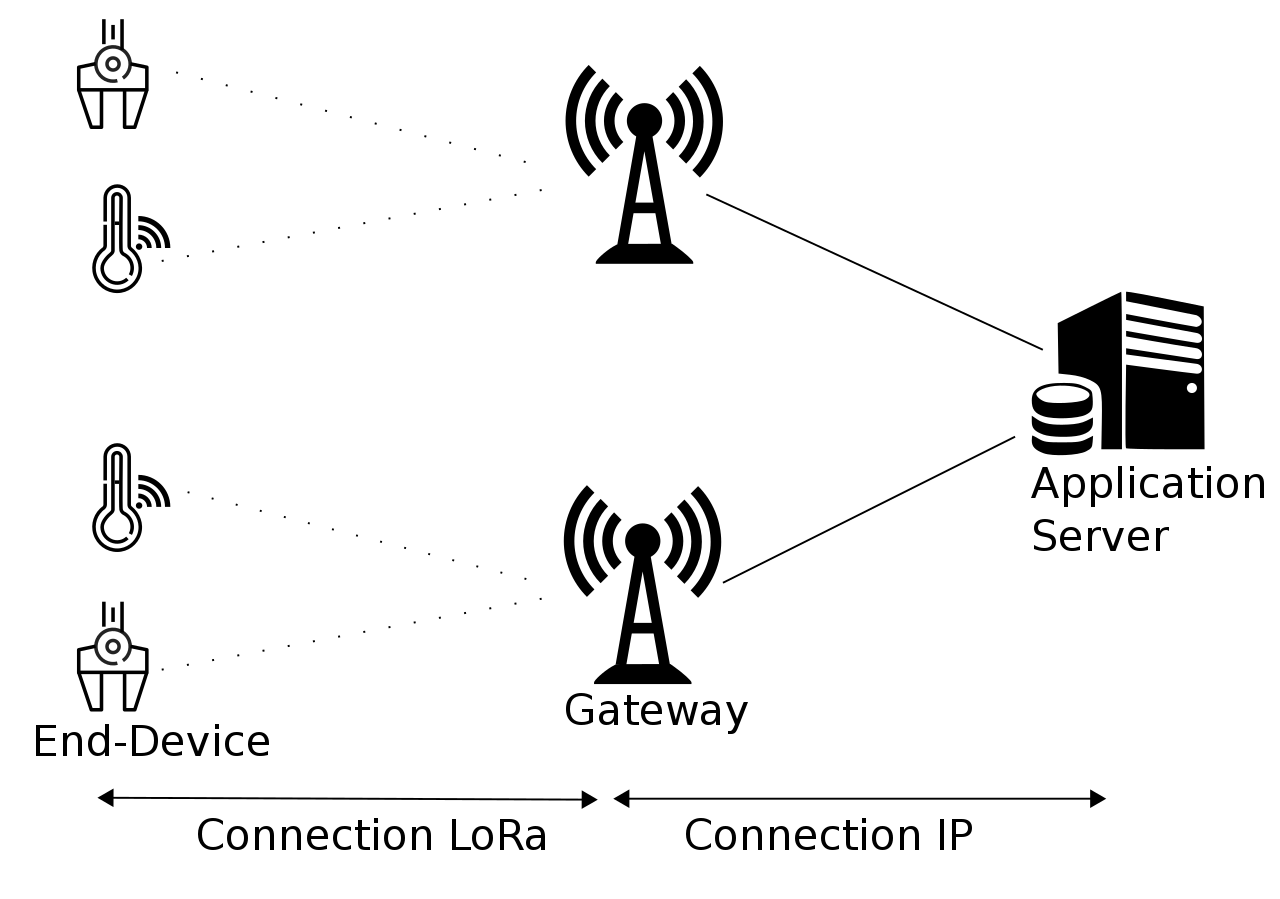 Application
Server
Gateway
End-Device
Connection LoRa
Connection IP